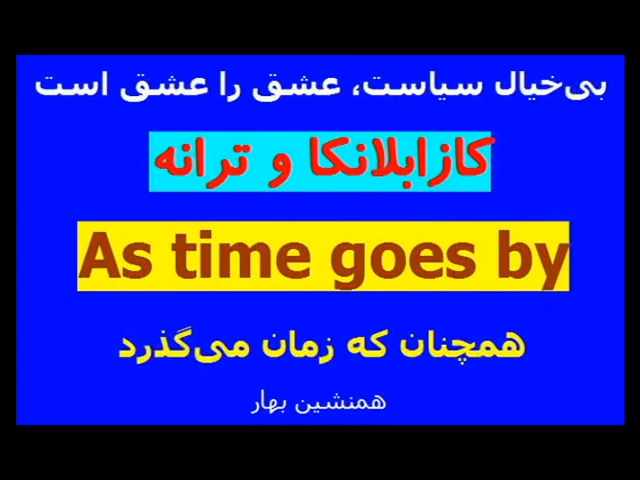 بی‌خیال سیاست، عشق را عشق است
کازابلانکا و ترانه
As time goes by
همچنان که زمان می‌گذرد
همنشین بهار